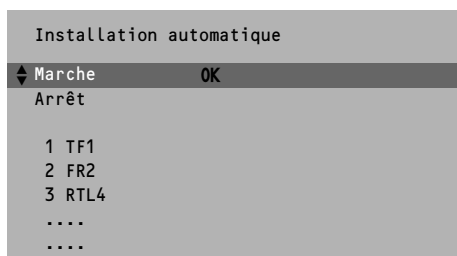 Installation automatique
Marche OK
Arrêt
1 TF1
2 FR2
3 RTL4
....
....